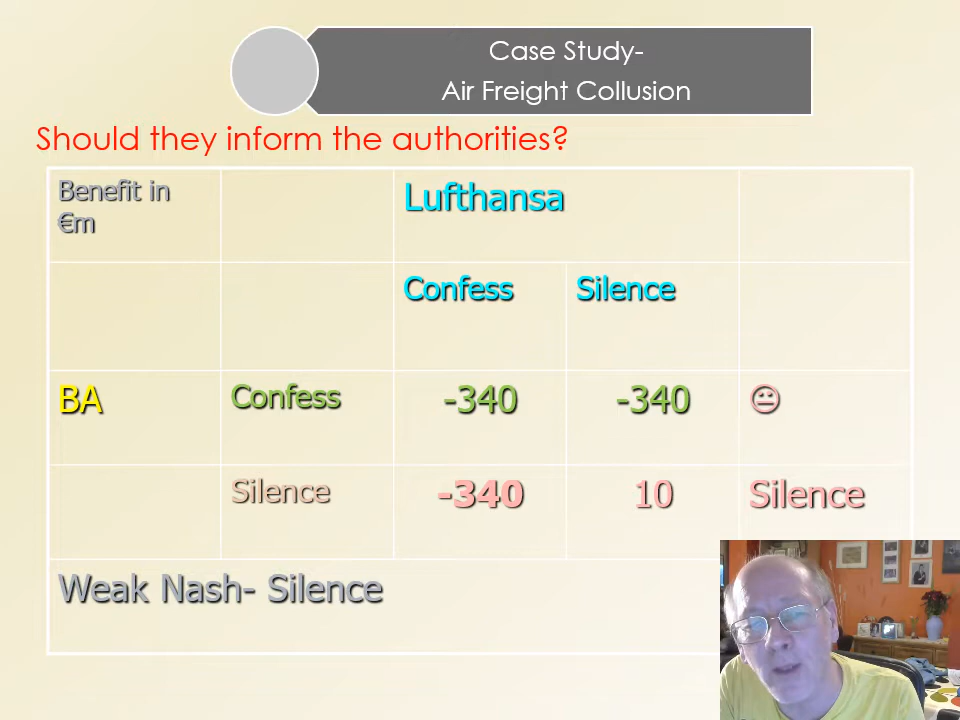 Case Study-
Air Freight Collusion
Should they inform the authorities?
Benefit in
€m
Lufthansa
Confess
Silence
BA
Confess
-340
-340
😐
Silence
-340
10
Silence
Weak Nash- Silence